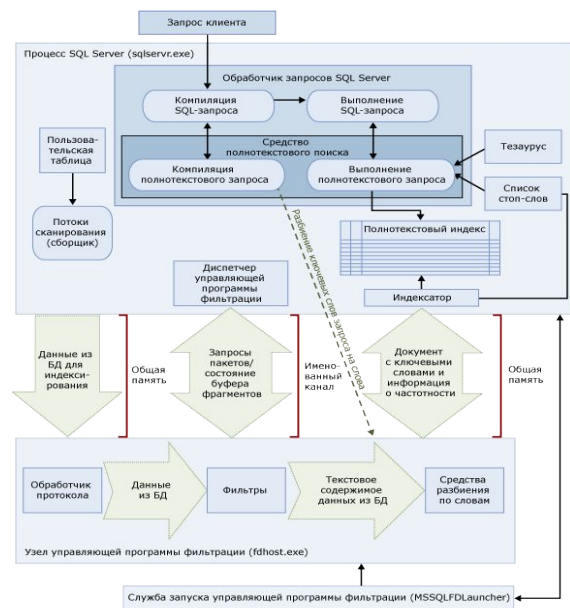 Запрос клиента
Процесс SQL Server (sqlservr.exe)
Обработчик запросов SQL Server
Компиляция
SQL-запроса
Выполнение
SQL-запроса
Средство
полнотекстового поиска
Компиляция
полнотекстового запроса
Выполнение
полнотекстового запроса
Пользова-
тельская
таблица
Потоки
сканирования
(сборщик)
Тезаурус
Список
стоп-слов
Полнотекстовый индекс
Диспетчер
управляющей
программы
фильтрации
Индексатор
Разбиение ключевых слов запроса на слова
Данные из
БД для
индекси-
рования
Общая
память
Запросы
пакетов/
состояние
буфера
фрагментов
Имено-
ванный
канал
Документ
с ключевыми
словами и
информация
о частотности
Общая
память
Обработчик
протокола
Данные
из БД
Фильтры
Текстовое
содержимое
данных из БД
Средства
разбиения
по словам
Узел управляющей программы фильтрации (fdhost.exe)
Служба запуска управляющей программы фильтрации (MSSQLFDLauncher)